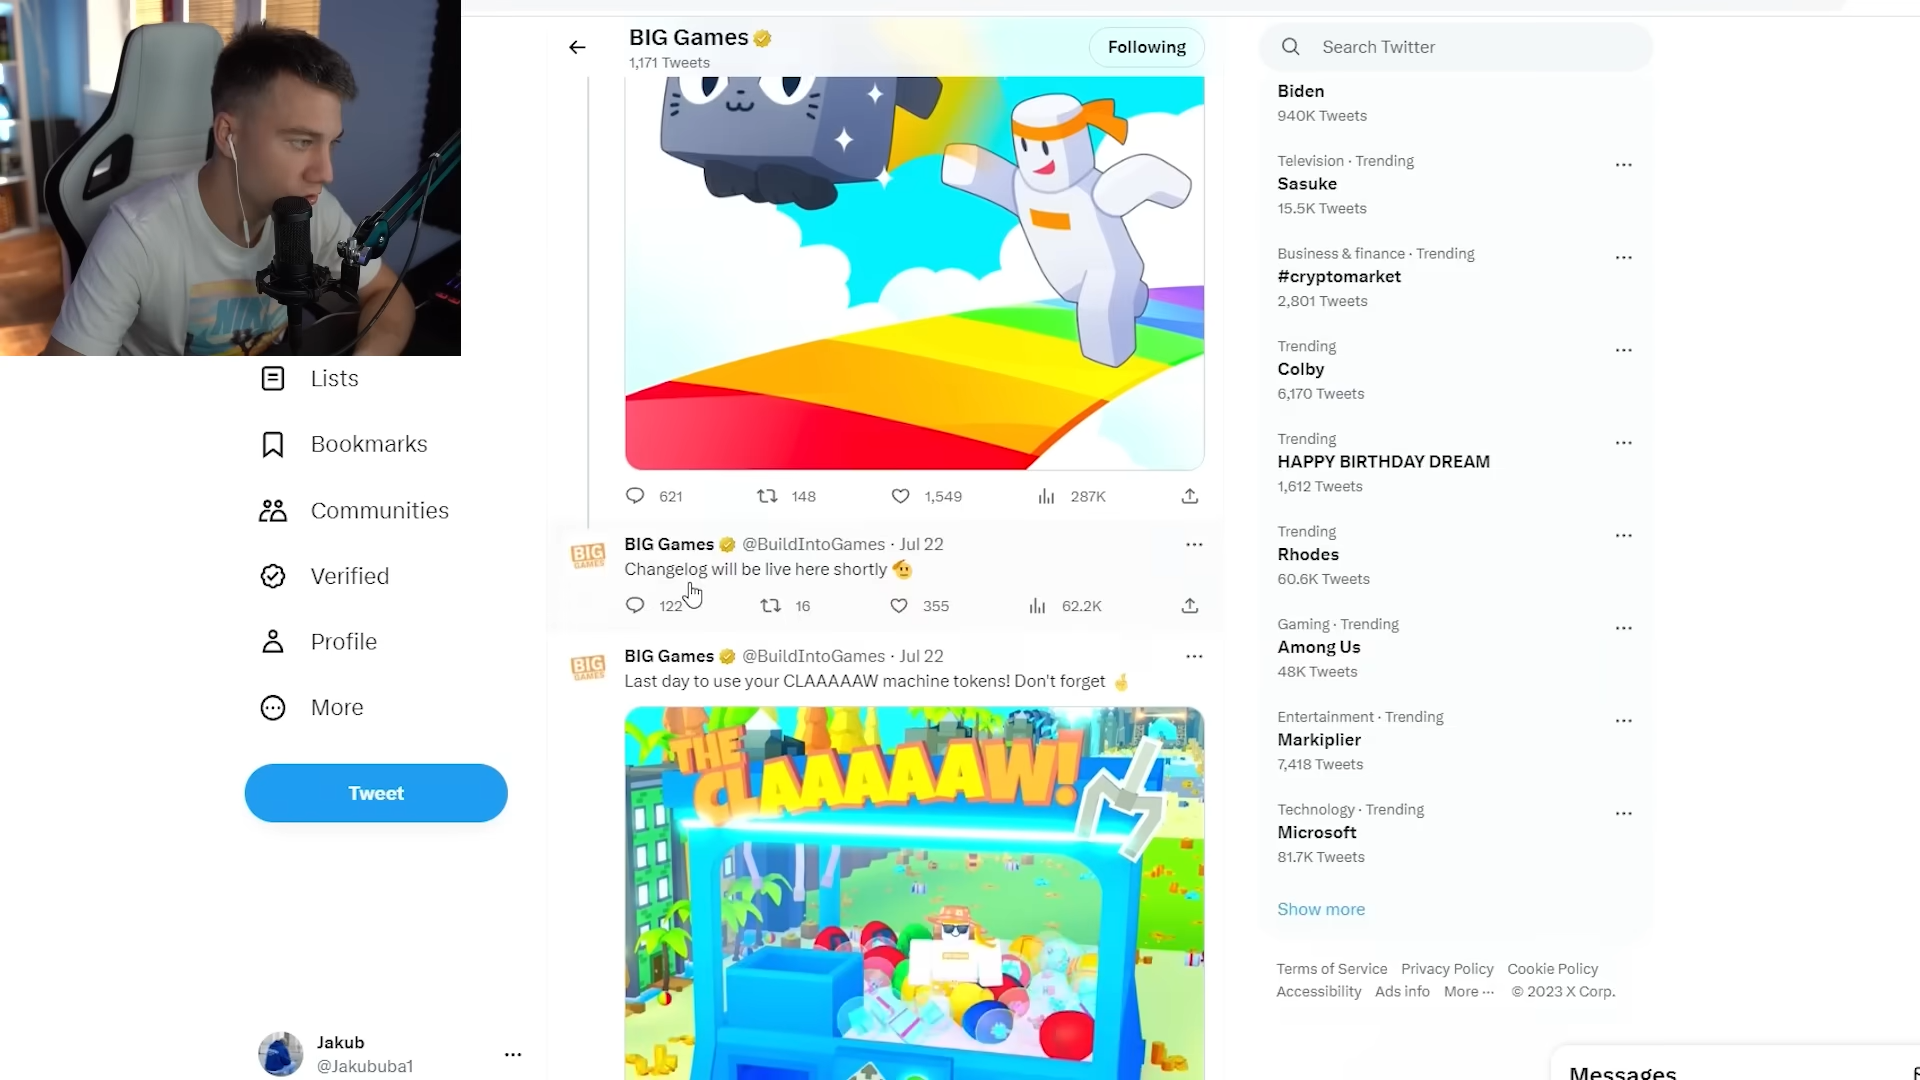 BIG Games
1,171 Tweets
Following
Search Twitter
Biden
940K Tweets
Television · Trending
Sasuke
15.5K Tweets
Business & finance · Trending
#cryptomarket
2,801 Tweets
Trending
Colby
6,170 Tweets
Trending
HAPPY BIRTHDAY DREAM
1,612 Tweets
Trending
Rhodes
60.6K Tweets
Gaming · Trending
Among Us
48K Tweets
Entertainment · Trending
Markiplier
7,418 Tweets
Technology · Trending
Microsoft
81.7K Tweets
Show more
Terms of Service Privacy Policy Cookie Policy
Accessibility Ads info More ··· © 2023 X Corp.
Messages
NIKE
Lists
Bookmarks
Communities
Verified
Profile
More
Tweet
Jakub
@Jakububa1
621 148 1,549 287K
BIG
GAMES
BIG Games @BuildIntoGames · Jul 22
Changelog will be live here shortly 🫡
122 16 355 62.2K
BIG
GAMES
BIG Games @BuildIntoGames · Jul 22
Last day to use your CLAAAAAW machine tokens! Don't forget 🤞
THE
CLAAAAAW!